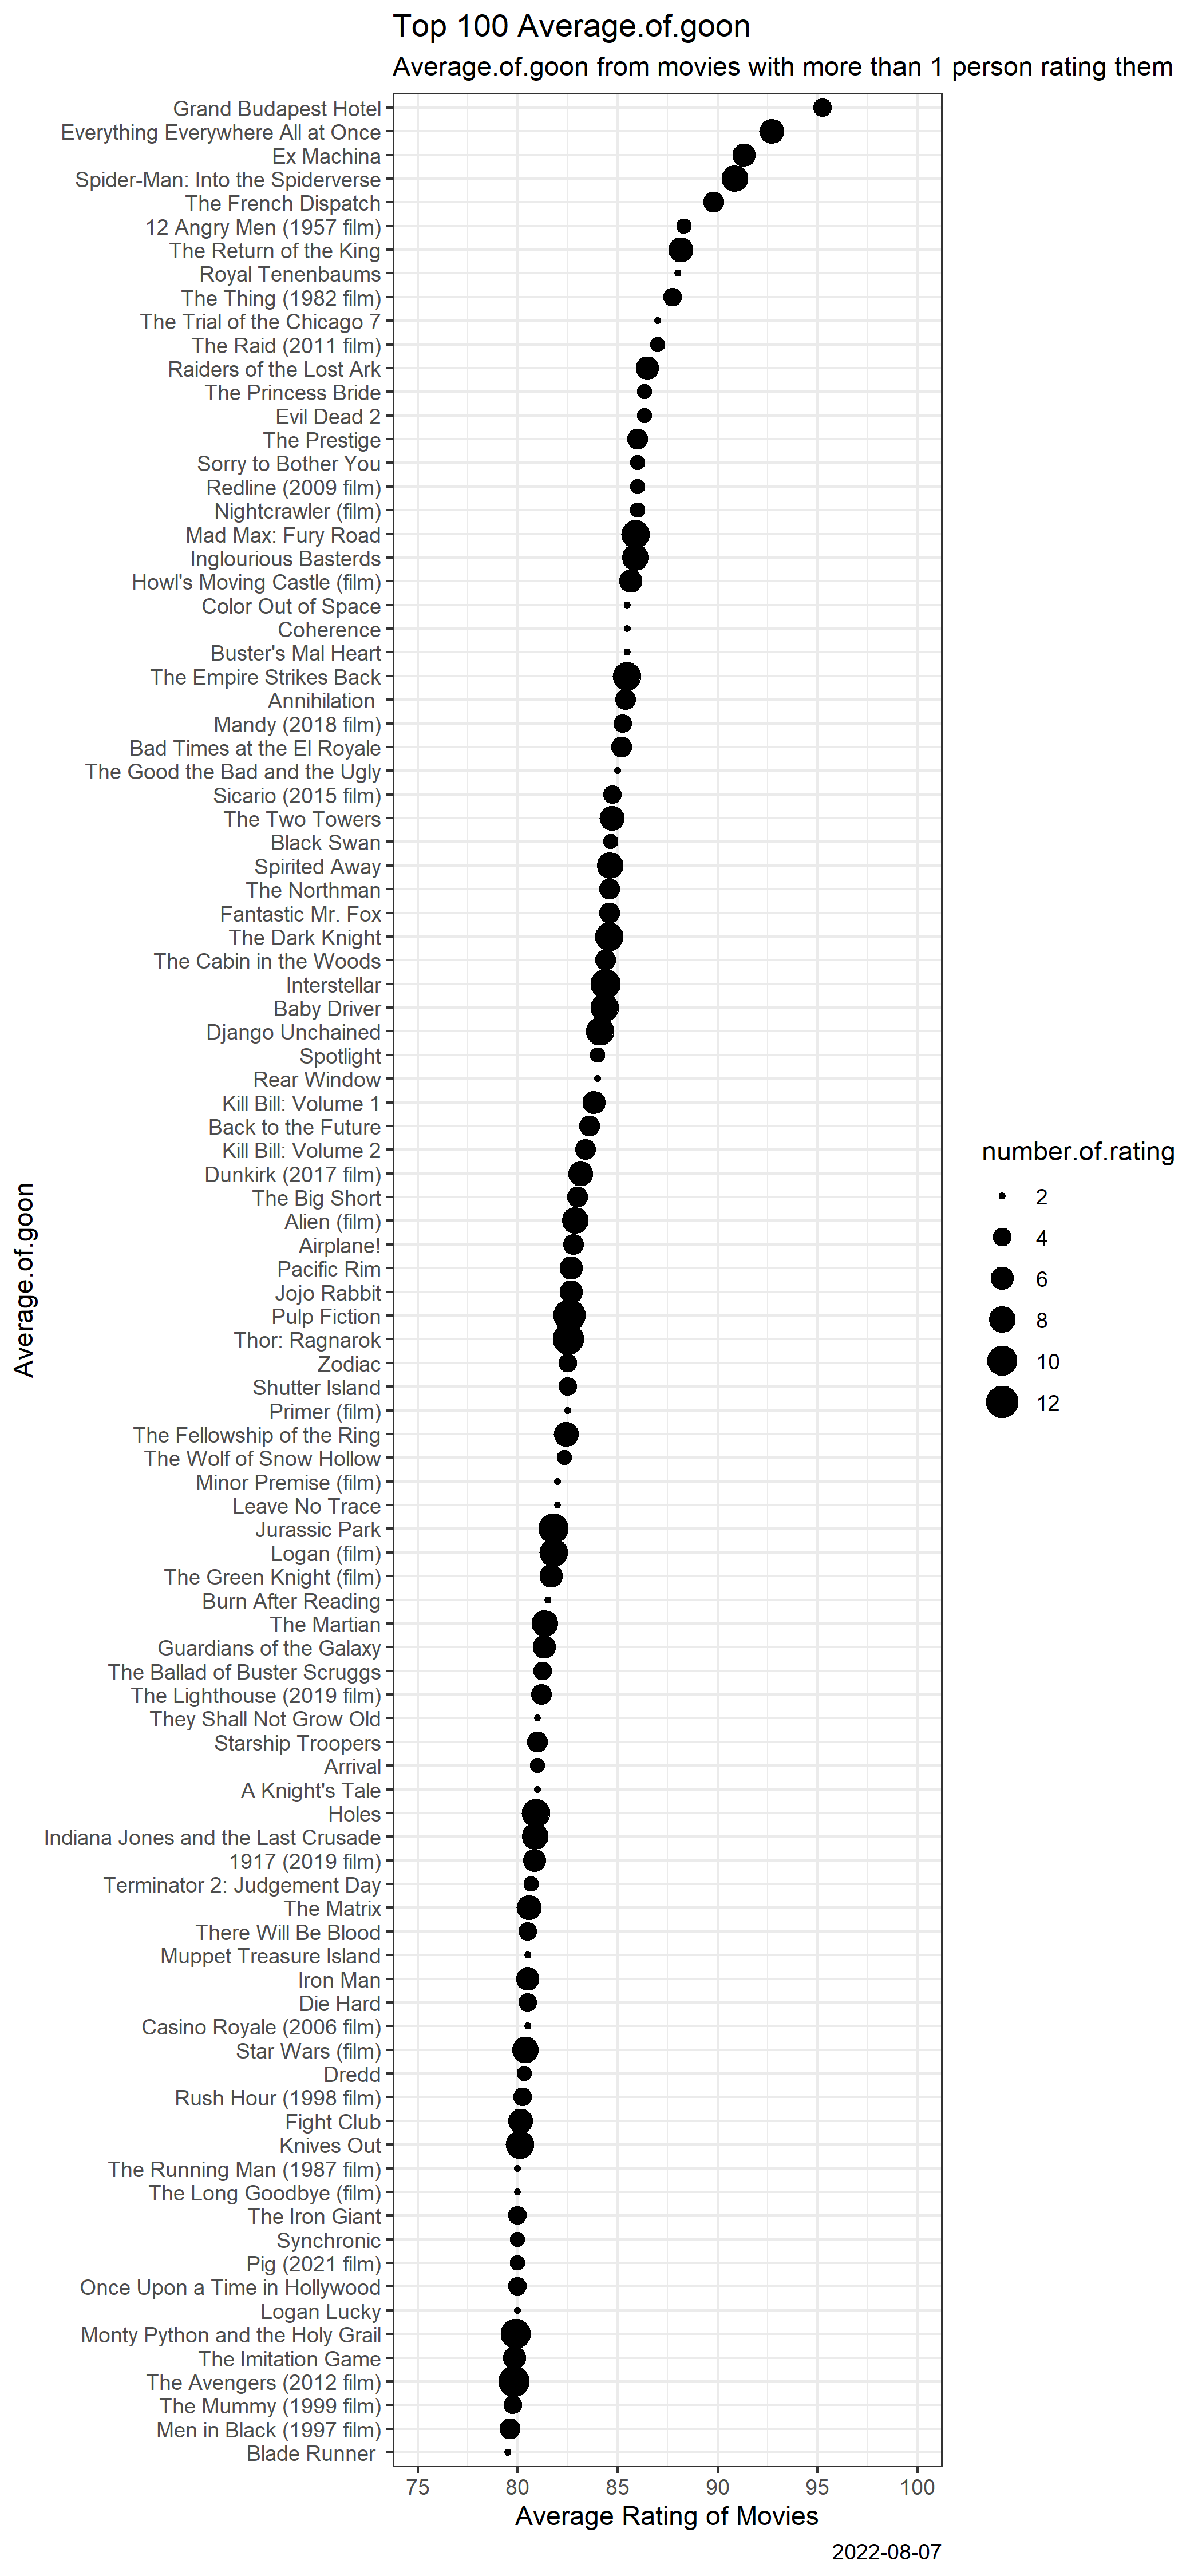 Top 100 Average.of.goon
Average.of.goon from movies with more than 1 person rating them
Grand Budapest Hotel
Everything Everywhere All at Once
Ex Machina
Spider-Man: Into the Spiderverse
The French Dispatch
12 Angry Men (1957 film)
The Return of the King
Royal Tenenbaums
The Thing (1982 film)
The Trial of the Chicago 7
The Raid (2011 film)
Raiders of the Lost Ark
The Princess Bride
Evil Dead 2
The Prestige
Sorry to Bother You
Redline (2009 film)
Nightcrawler (film)
Mad Max: Fury Road
Inglourious Basterds
Howl's Moving Castle (film)
Color Out of Space
Coherence
Buster's Mal Heart
The Empire Strikes Back
Annihilation
Mandy (2018 film)
Bad Times at the El Royale
The Good the Bad and the Ugly
Sicario (2015 film)
The Two Towers
Black Swan
Spirited Away
The Northman
Fantastic Mr. Fox
The Dark Knight
The Cabin in the Woods
Interstellar
Baby Driver
Django Unchained
Spotlight
Rear Window
Kill Bill: Volume 1
Back to the Future
Kill Bill: Volume 2
Dunkirk (2017 film)
The Big Short
Alien (film)
Airplane!
Pacific Rim
Jojo Rabbit
Pulp Fiction
Thor: Ragnarok
Zodiac
Shutter Island
Primer (film)
The Fellowship of the Ring
The Wolf of Snow Hollow
Minor Premise (film)
Leave No Trace
Jurassic Park
Logan (film)
The Green Knight (film)
Burn After Reading
The Martian
Guardians of the Galaxy
The Ballad of Buster Scruggs
The Lighthouse (2019 film)
They Shall Not Grow Old
Starship Troopers
Arrival
A Knight's Tale
Holes
Indiana Jones and the Last Crusade
1917 (2019 film)
Terminator 2: Judgement Day
The Matrix
There Will Be Blood
Muppet Treasure Island
Iron Man
Die Hard
Casino Royale (2006 film)
Star Wars (film)
Dredd
Rush Hour (1998 film)
Fight Club
Knives Out
The Running Man (1987 film)
The Long Goodbye (film)
The Iron Giant
Synchronic
Pig (2021 film)
Once Upon a Time in Hollywood
Logan Lucky
Monty Python and the Holy Grail
The Imitation Game
The Avengers (2012 film)
The Mummy (1999 film)
Men in Black (1997 film)
Blade Runner
Average.of.goon
75 80 85 90 95 100
Average Rating of Movies
number.of.rating
2
4
6
8
10
12
2022-08-07